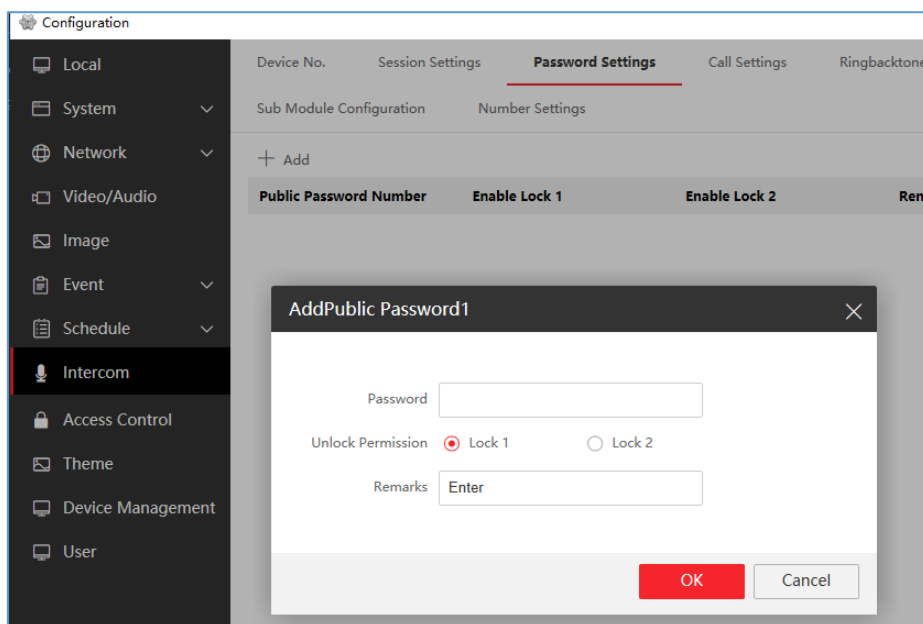 Configuration
Local
System
Network
Video/Audio
Image
Event
Schedule
Intercom
Access Control
Theme
Device Management
User
Device No. Session Settings Password Settings Call Settings Ringbacktone
Sub Module Configuration Number Settings
+ Add
Public Password Number Enable Lock 1 Enable Lock 2 Ren
AddPublic Password1
Password
Unlock Permission Lock 1 Lock 2
Remarks Enter
OK Cancel